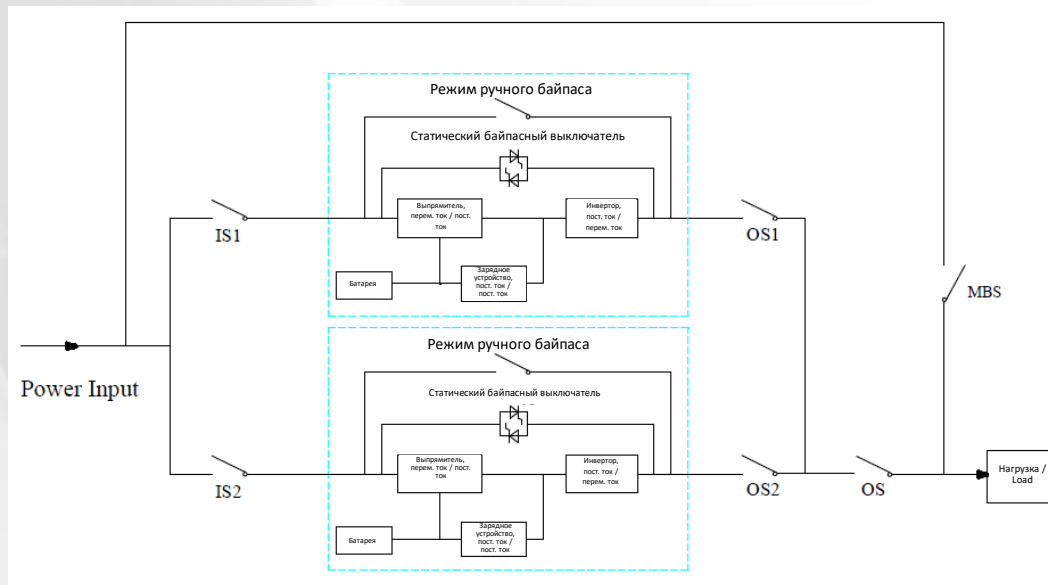 Режим ручного байпаса
Статический байпасный выключатель
Выпрямитель,
перем. ток / пост.
ток
Инвертор,
пост. ток /
перем. ток
IS1
OS1
Батарея
Зарядное
устройство,
пост. ток /
пост. ток
MBS
Режим ручного байпаса
Power Input
Статический байпасный выключатель
Выпрямитель,
перем. ток / пост.
ток
Инвертор,
пост. ток /
перем. ток
Нагрузка /
Load
IS2
OS2
OS
Батарея
Зарядное
устройство,
пост. ток /
пост. ток